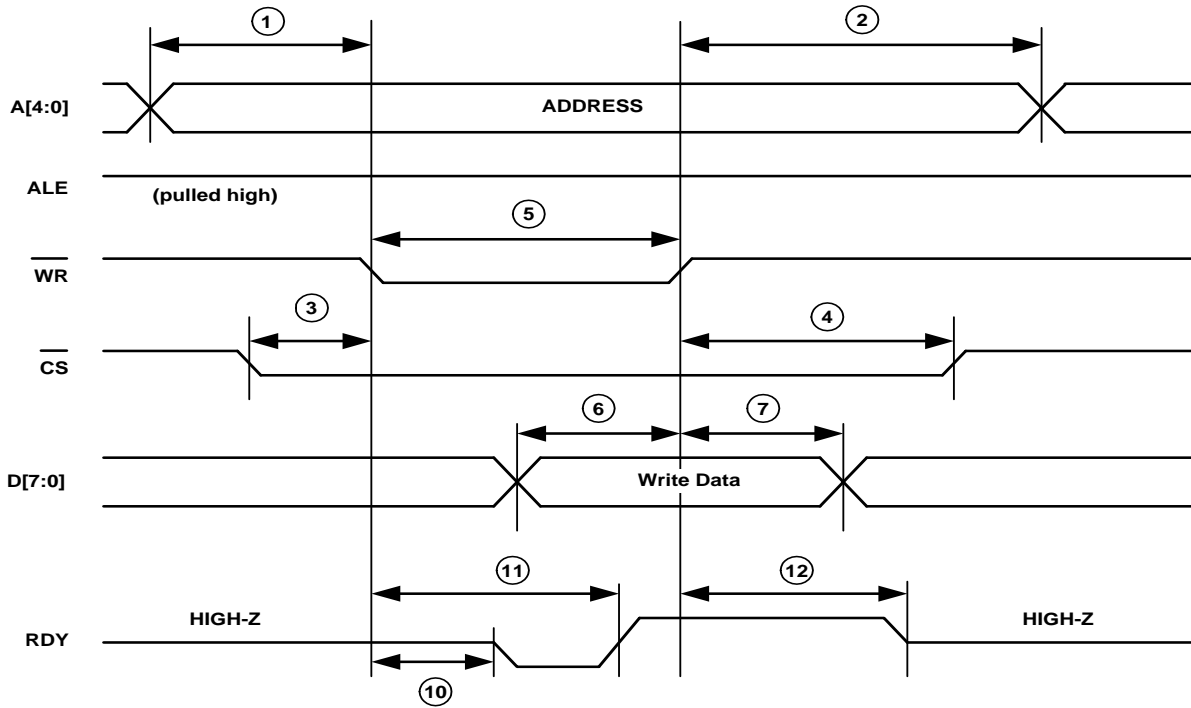 1
2
A[4:0]
ADDRESS
ALE
(pulled high)
5
WR
3
4
CS
6
7
D[7:0]
Write Data
11
12
HIGH-Z
HIGH-Z
RDY
10